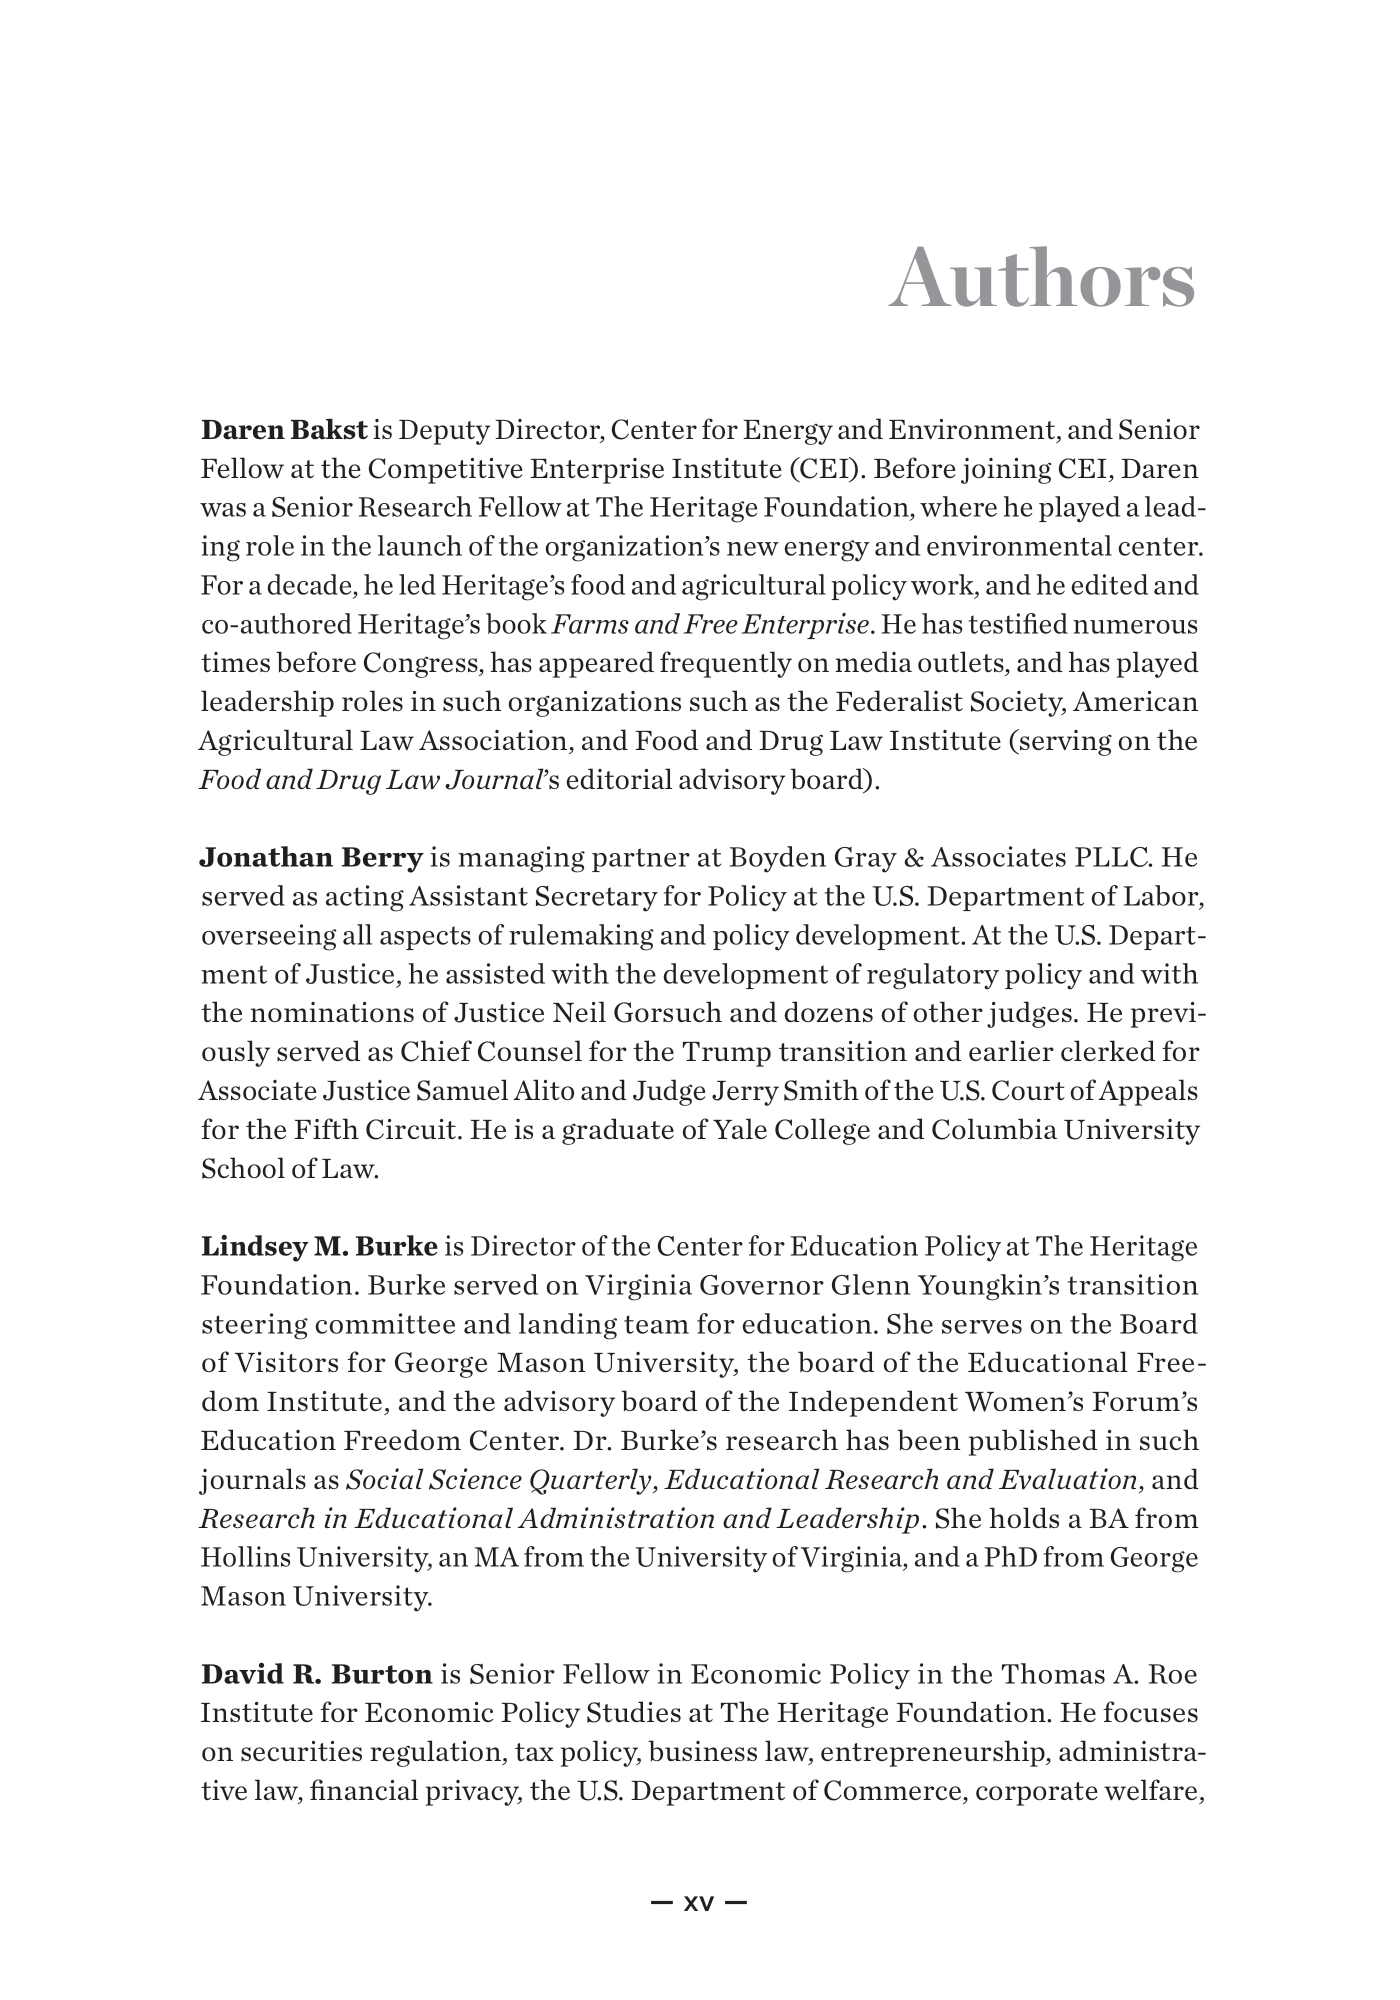 Authors
Daren Bakst is Deputy Director, Center for Energy and Environment, and Senior
Fellow at the Competitive Enterprise Institute (CEI). Before joining CEI, Daren
was a Senior Research Fellow at The Heritage Foundation, where he played a lead-
ing role in the launch of the organization’s new energy and environmental center.
For a decade, he led Heritage’s food and agricultural policy work, and he edited and
co-authored Heritage’s book Farms and Free Enterprise. He has testified numerous
times before Congress, has appeared frequently on media outlets, and has played
leadership roles in such organizations such as the Federalist Society, American
Agricultural Law Association, and Food and Drug Law Institute (serving on the
Food and Drug Law Journal’s editorial advisory board).
Jonathan Berry is managing partner at Boyden Gray & Associates PLLC. He
served as acting Assistant Secretary for Policy at the U.S. Department of Labor,
overseeing all aspects of rulemaking and policy development. At the U.S. Depart-
ment of Justice, he assisted with the development of regulatory policy and with
the nominations of Justice Neil Gorsuch and dozens of other judges. He previ-
ously served as Chief Counsel for the Trump transition and earlier clerked for
Associate Justice Samuel Alito and Judge Jerry Smith of the U.S. Court of Appeals
for the Fifth Circuit. He is a graduate of Yale College and Columbia University
School of Law.
Lindsey M. Burke is Director of the Center for Education Policy at The Heritage
Foundation. Burke served on Virginia Governor Glenn Youngkin’s transition
steering committee and landing team for education. She serves on the Board
of Visitors for George Mason University, the board of the Educational Free-
dom Institute, and the advisory board of the Independent Women’s Forum’s
Education Freedom Center. Dr. Burke’s research has been published in such
journals as Social Science Quarterly, Educational Research and Evaluation, and
Research in Educational Administration and Leadership. She holds a BA from
Hollins University, an MA from the University of Virginia, and a PhD from George
Mason University.
David R. Burton is Senior Fellow in Economic Policy in the Thomas A. Roe
Institute for Economic Policy Studies at The Heritage Foundation. He focuses
on securities regulation, tax policy, business law, entrepreneurship, administra-
tive law, financial privacy, the U.S. Department of Commerce, corporate welfare,
— xv —